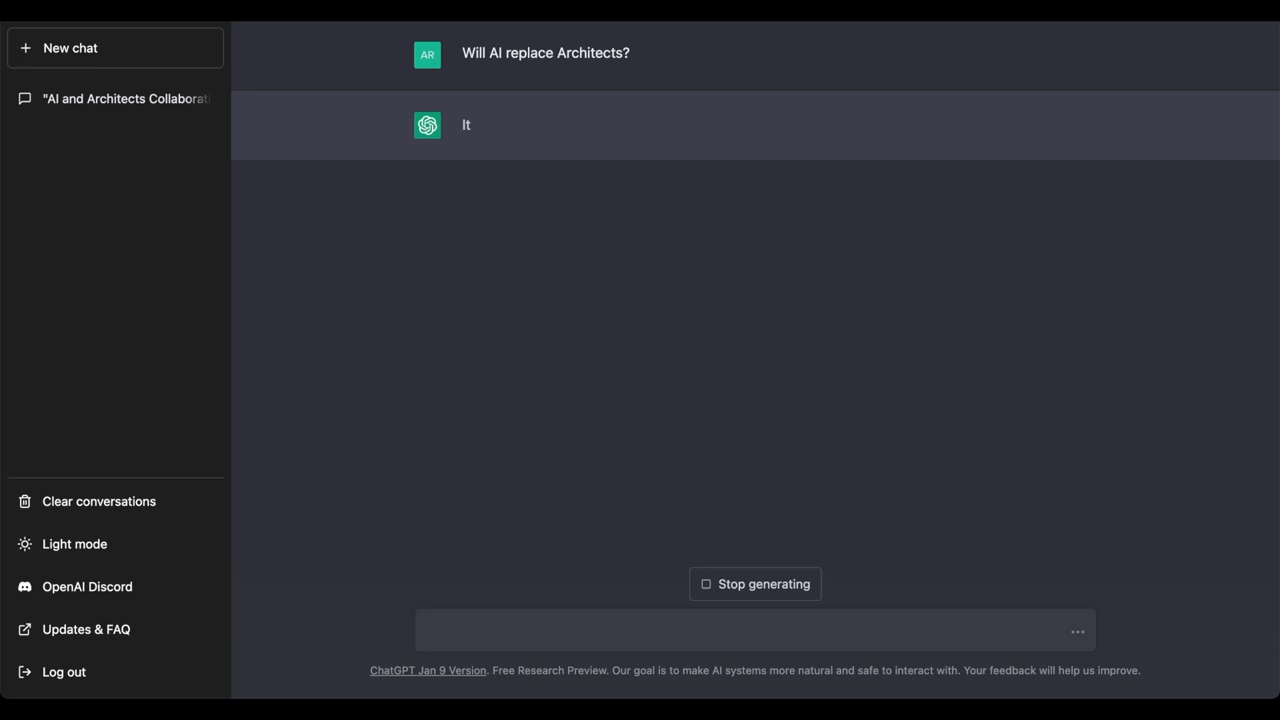 New chat
"AI and Architects Collaborati
Clear conversations
Light mode
OpenAI Discord
Updates & FAQ
Log out
AR
Will AI replace Architects?
It
Stop generating
ChatGPT Jan 9 Version. Free Research Preview. Our goal is to make AI systems more natural and safe to interact with. Your feedback will help us improve.